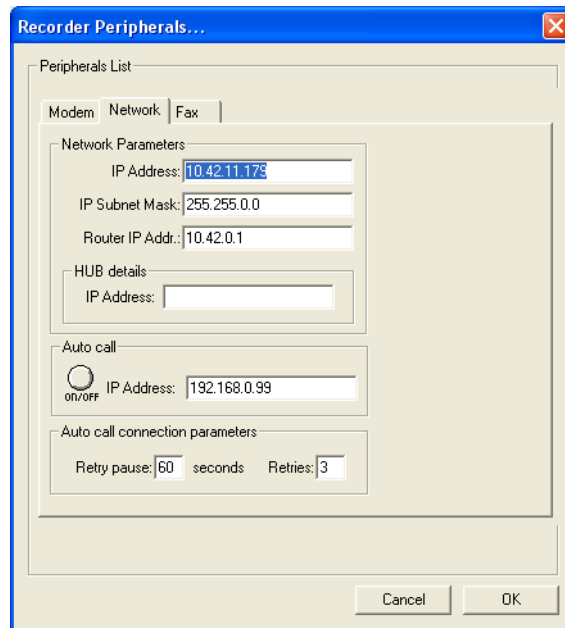 Recorder Peripherals...
Peripherals List
Modem Network Fax
Network Parameters
IP Address: 10.42.11.179
IP Subnet Mask: 255.255.0.0
Router IP Addr.: 10.42.0.1
HUB details
IP Address:
Auto call
ON/OFF IP Address: 192.168.0.99
Auto call connection parameters
Retry pause: 60 seconds Retries: 3
Cancel OK